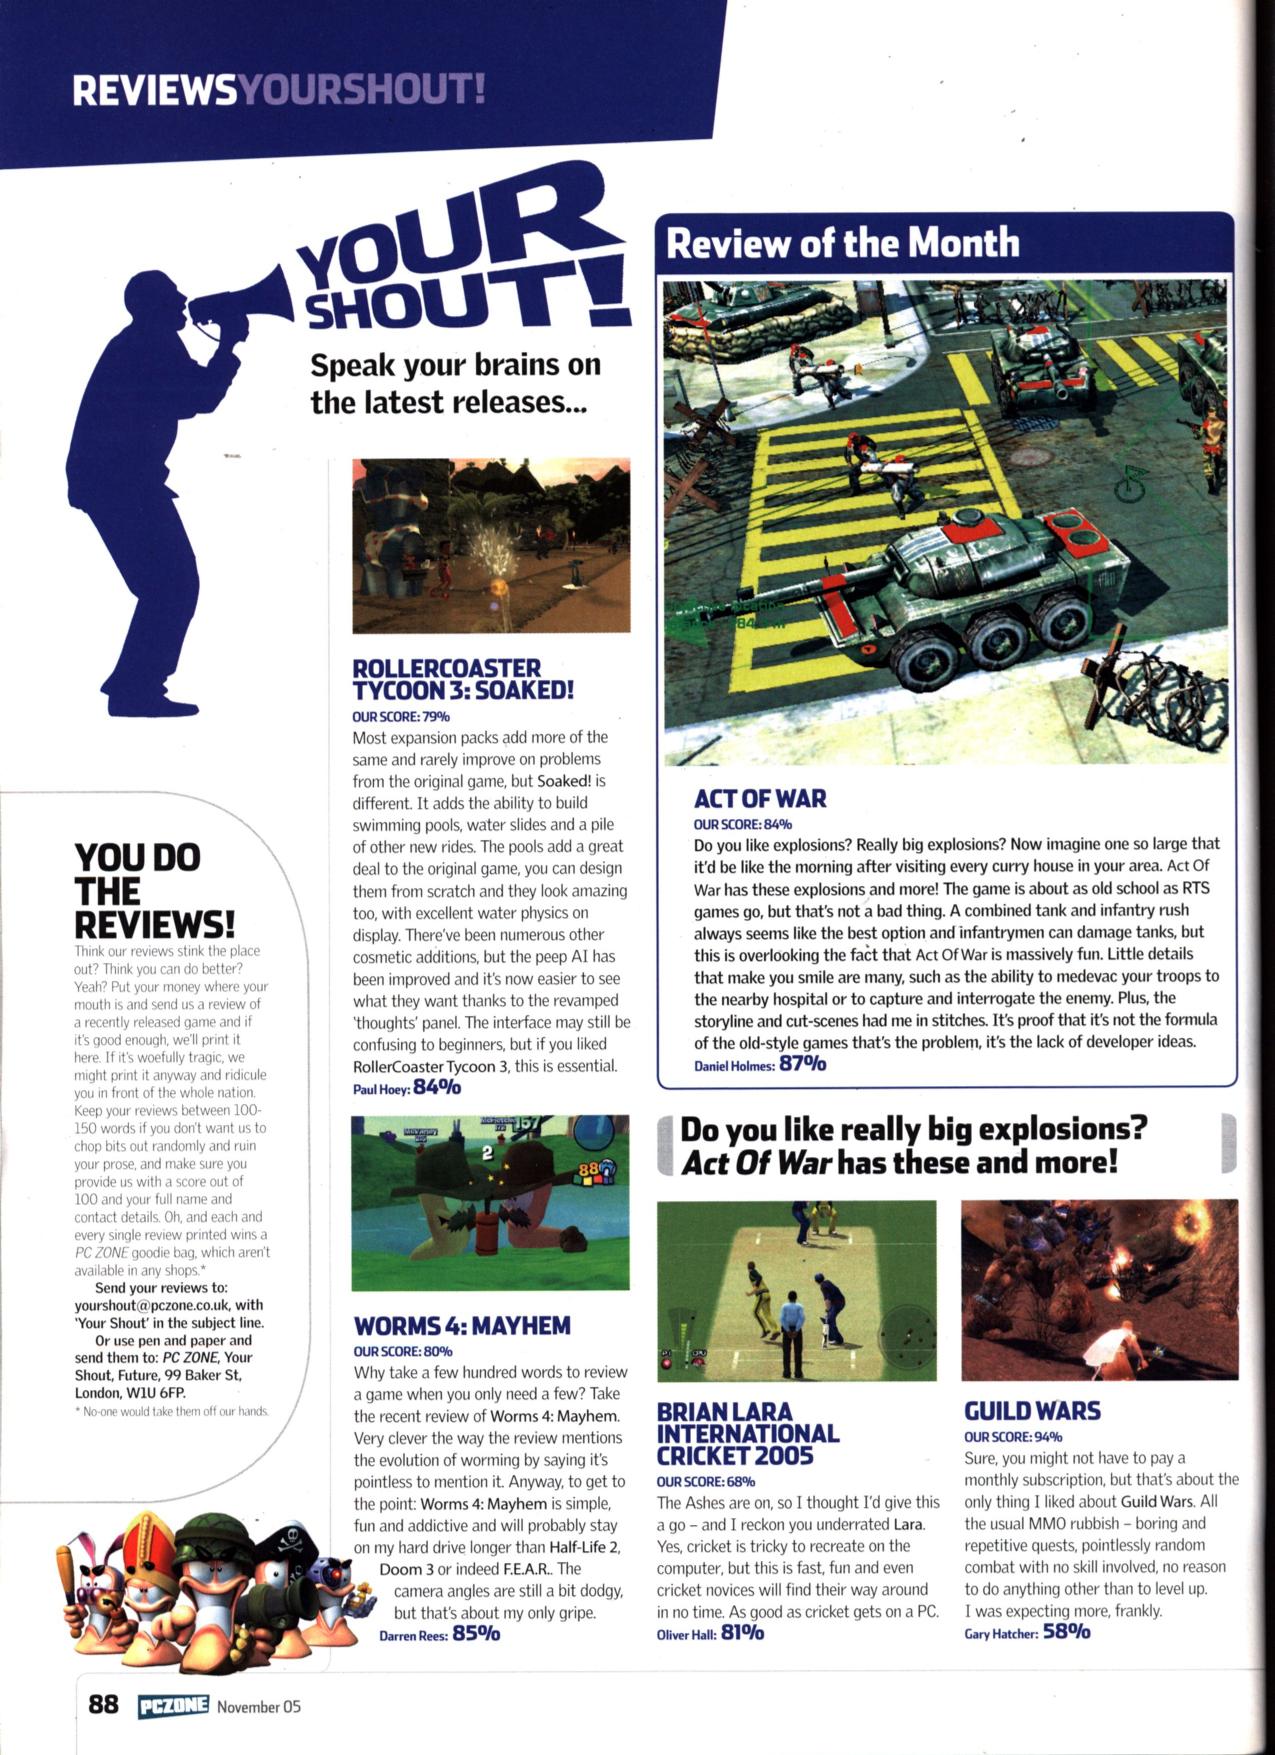 REVIEWSYOURSHOUT!
YOUR
SHOUT!
Speak your brains on
the latest releases...
YOU DO
THE
REVIEWS!
Think our reviews stink the place
out? Think you can do better?
Yeah? Put your money where your
mouth is and send us a review of
a recently released game and if
it's good enough, we'll print it
here. If it's woefully tragic, we
might print it anyway and ridicule
you in front of the whole nation.
Keep your reviews between 100-
150 words if you don't want us to
chop bits out randomly and ruin
your prose, and make sure you
provide us with a score out of
100 and your full name and
contact details. Oh, and each and
every single review printed wins a
PC ZONE goodie bag, which aren't
available in any shops.*
Send your reviews to:
yourshout@pczone.co.uk, with
'Your Shout' in the subject line.
Or use pen and paper and
send them to: PC ZONE, Your
Shout, Future, 99 Baker St,
London, W1U 6FP.
* No-one would take them off our hands.
ROLLERCOASTER
TYCOON 3: SOAKED!
OUR SCORE: 79%
Most expansion packs add more of the
same and rarely improve on problems
from the original game, but Soaked! is
different. It adds the ability to build
swimming pools, water slides and a pile
of other new rides. The pools add a great
deal to the original game, you can design
them from scratch and they look amazing
too, with excellent water physics on
display. There've been numerous other
cosmetic additions, but the peep AI has
been improved and it's now easier to see
what they want thanks to the revamped
'thoughts' panel. The interface may still be
confusing to beginners, but if you liked
RollerCoaster Tycoon 3, this is essential.
Paul Hoey: 84%
157
2
88
WORMS 4: MAYHEM
OUR SCORE: 80%
Why take a few hundred words to review
a game when you only need a few? Take
the recent review of Worms 4: Mayhem.
Very clever the way the review mentions
the evolution of worming by saying it's
pointless to mention it. Anyway, to get to
the point: Worms 4: Mayhem is simple,
fun and addictive and will probably stay
on my hard drive longer than Half-Life 2,
Doom 3 or indeed F.E.A.R.. The
camera angles are still a bit dodgy,
but that's about my only gripe.
Darren Rees: 85%
Review of the Month
ACT OF WAR
OUR SCORE: 84%
Do you like explosions? Really big explosions? Now imagine one so large that
it'd be like the morning after visiting every curry house in your area. Act Of
War has these explosions and more! The game is about as old school as RTS
games go, but that's not a bad thing. A combined tank and infantry rush
always seems like the best option and infantrymen can damage tanks, but
this is overlooking the fact that Act Of War is massively fun. Little details
that make you smile are many, such as the ability to medevac your troops to
the nearby hospital or to capture and interrogate the enemy. Plus, the
storyline and cut-scenes had me in stitches. It's proof that it's not the formula
of the old-style games that's the problem, it's the lack of developer ideas.
Daniel Holmes: 87%
Do you like really big explosions?
Act Of War has these and more!
BRIAN LARA
INTERNATIONAL
CRICKET 2005
OUR SCORE: 68%
The Ashes are on, so I thought I'd give this
a go – and I reckon you underrated Lara.
Yes, cricket is tricky to recreate on the
computer, but this is fast, fun and even
cricket novices will find their way around
in no time. As good as cricket gets on a PC.
Oliver Hall: 81%
GUILD WARS
OUR SCORE: 94%
Sure, you might not have to pay a
monthly subscription, but that's about the
only thing I liked about Guild Wars. All
the usual MMO rubbish – boring and
repetitive quests, pointlessly random
combat with no skill involved, no reason
to do anything other than to level up.
I was expecting more, frankly.
Gary Hatcher: 58%
88 PCZONE November 05